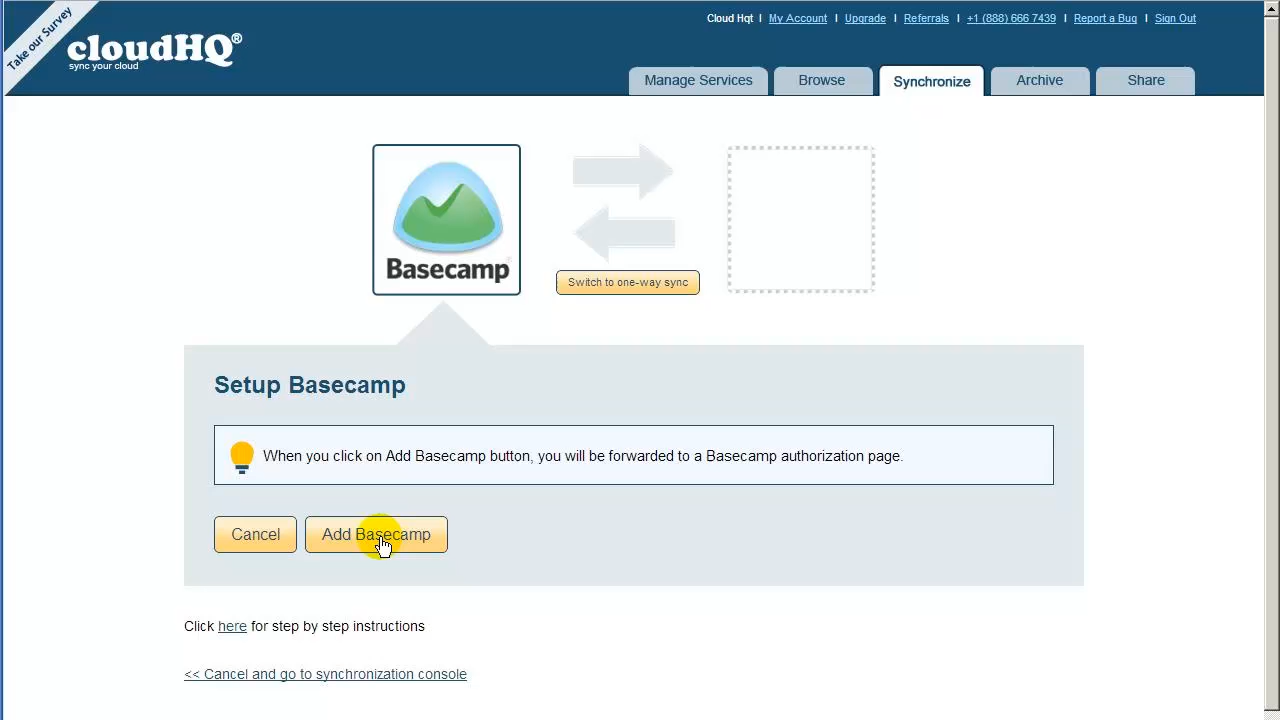 Take our Survey
Cloud Hqt | My Account | Upgrade | Referrals | +1 (888) 666 7439 | Report a Bug | Sign Out
cloudHQ®
sync your cloud
Manage Services Browse Synchronize Archive Share
Basecamp
Switch to one-way sync
Setup Basecamp
When you click on Add Basecamp button, you will be forwarded to a Basecamp authorization page.
Cancel Add Basecamp
Click here for step by step instructions
<< Cancel and go to synchronization console